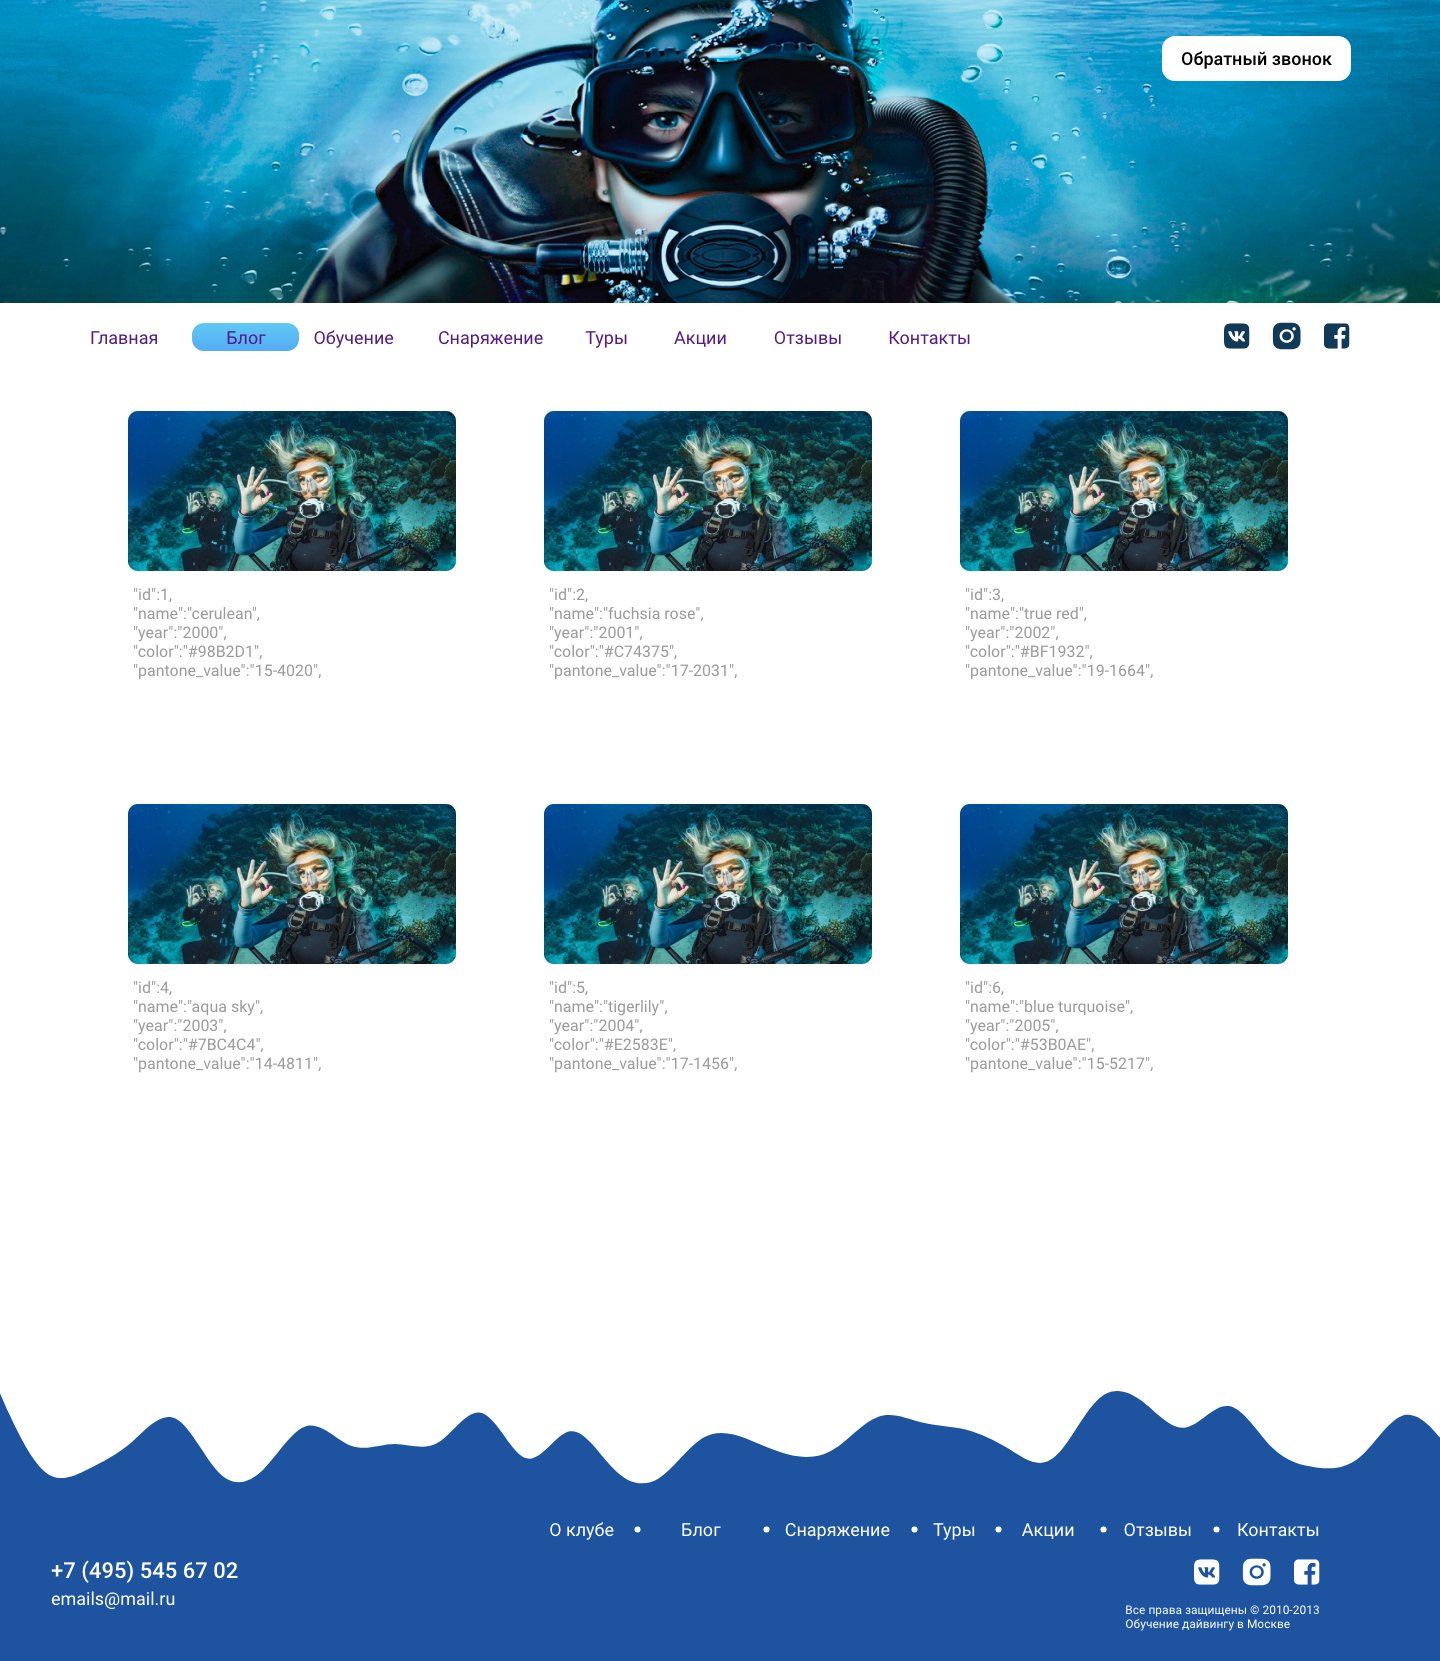 Обратный звонок
Главная Блог Обучение Снаряжение Туры Акции Отзывы Контакты
"id":1,
"name":"cerulean",
"year":"2000",
"color":"#98B2D1",
"pantone_value":"15-4020",
"id":2,
"name":"fuchsia rose",
"year":"2001",
"color":"#C74375",
"pantone_value":"17-2031",
"id":3,
"name":"true red",
"year":"2002",
"color":"#BF1932",
"pantone_value":"19-1664",
"id":4,
"name":"aqua sky",
"year":"2003",
"color":"#7BC4C4",
"pantone_value":"14-4811",
"id":5,
"name":"tigerlily",
"year":"2004",
"color":"#E2583E",
"pantone_value":"17-1456",
"id":6,
"name":"blue turquoise",
"year":"2005",
"color":"#53B0AE",
"pantone_value":"15-5217",
О клубе • Блог • Снаряжение • Туры • Акции • Отзывы • Контакты
+7 (495) 545 67 02
emails@mail.ru
Все права защищены © 2010-2013
Обучение дайвингу в Москве